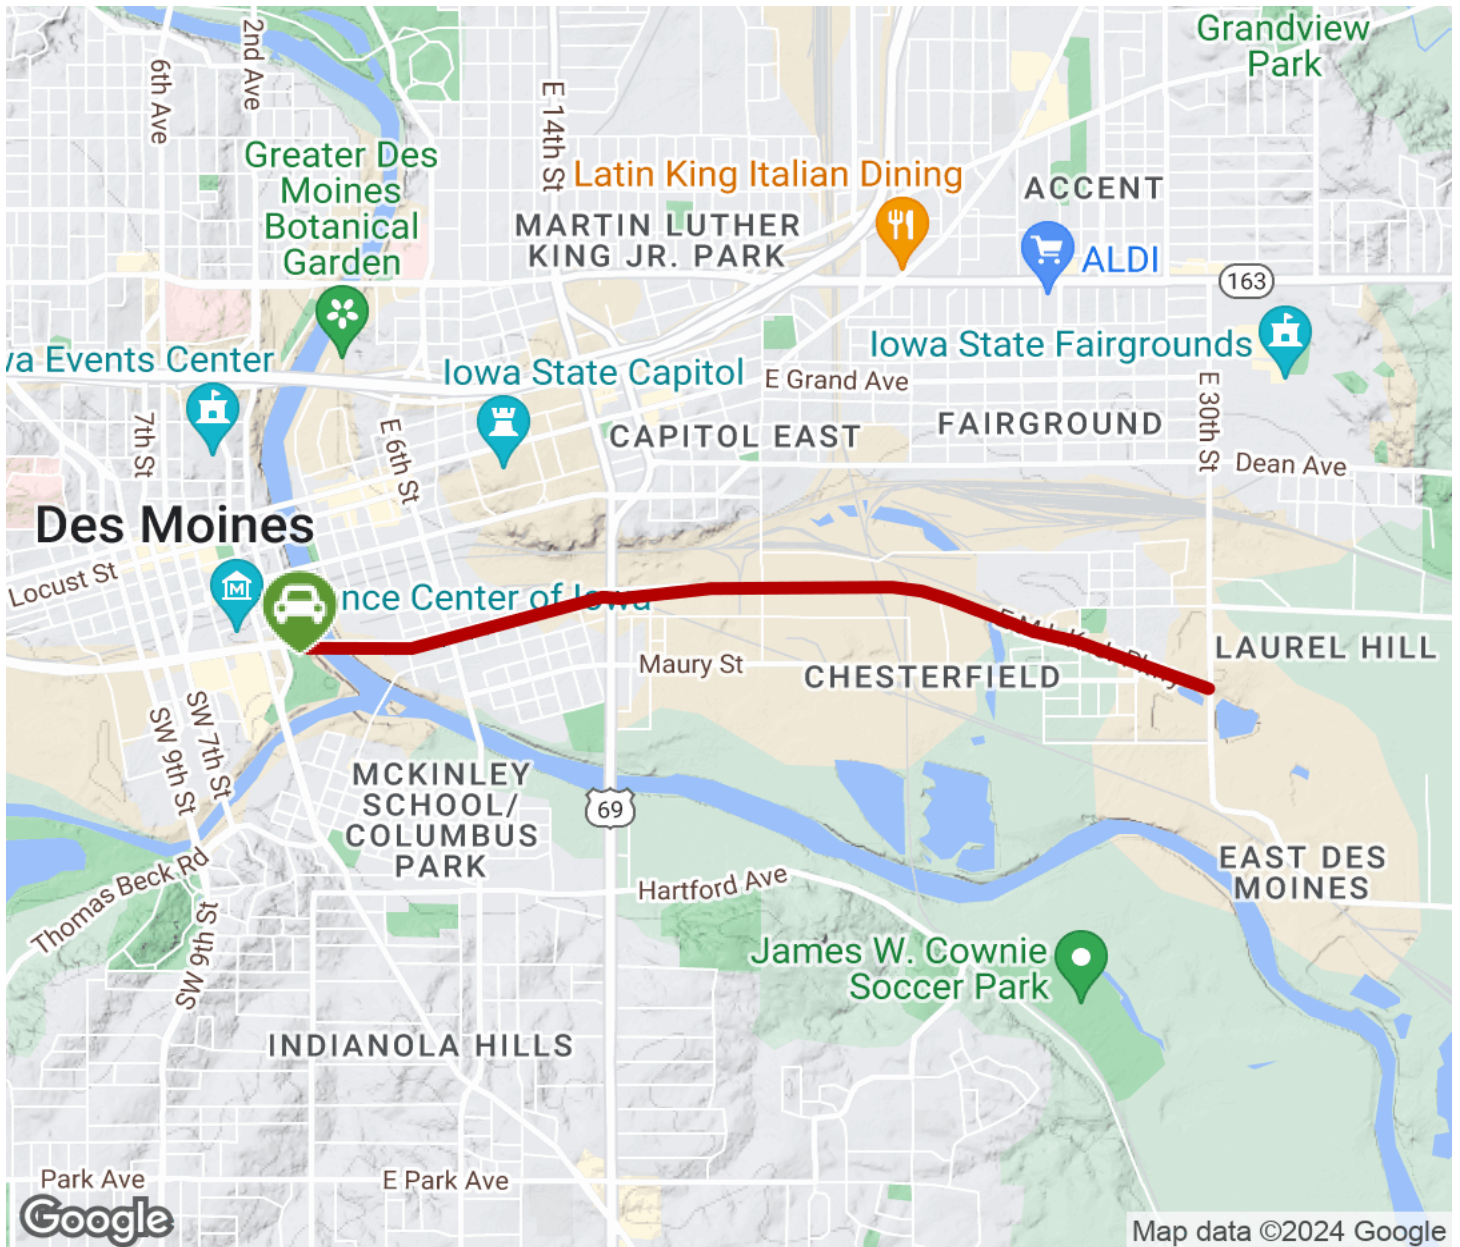 Grandview
Park
2nd Ave
6th Ave
E 14th St
Greater Des
Moines
Botanical
Garden
Latin King Italian Dining
ACCENT
MARTIN LUTHER
KING JR. PARK
ALDI
163
Iowa State Fairgrounds
va Events Center
Iowa State Capitol
E Grand Ave
E 30th St
7th St
E 6th St
CAPITOL EAST
FAIRGROUND
Dean Ave
Des Moines
Locust St
M
nce Center of Iowa
LAUREL HILL
Maury St
CHESTERFIELD
SW 7th St
SW 9th St
MCKINLEY
SCHOOL/
COLUMBUS
PARK
69
EAST DES
MOINES
Thomas Beck Rd
Hartford Ave
SW 9th St
James W. Cownie
Soccer Park
INDIANOLA HILLS
Park Ave
E Park Ave
Google
Map data ©2024 Google